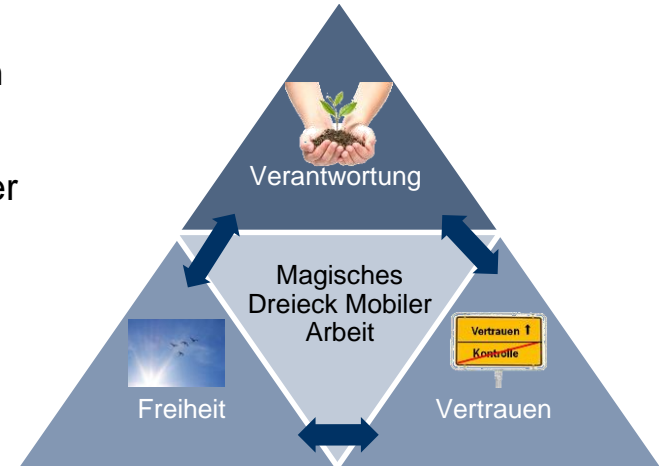 Verantwortung
Magisches
Dreieck Mobiler
Arbeit
Vertrauen ↑
Kontrolle
Freiheit
Vertrauen